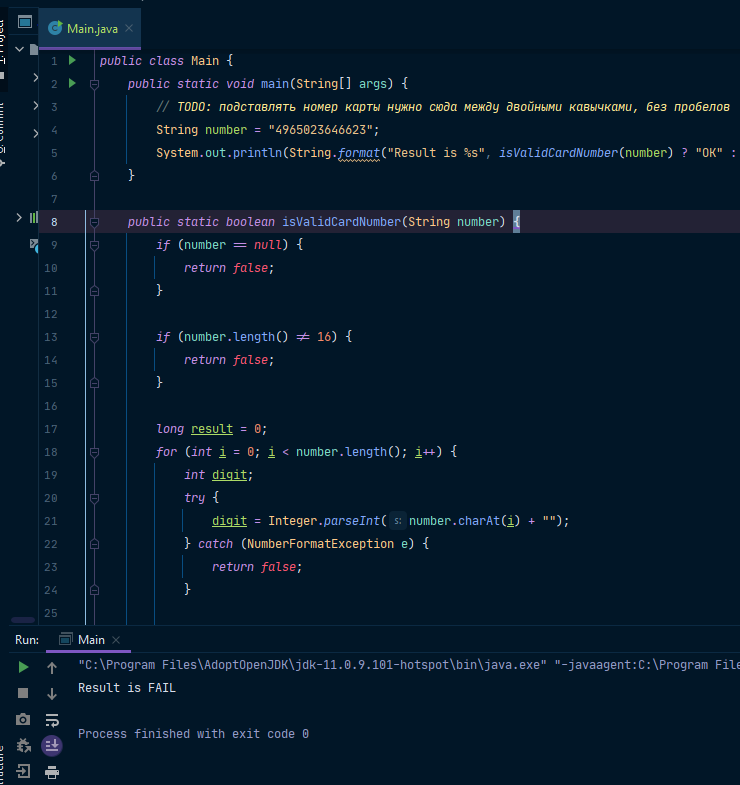 Main.java
1 public class Main {
2 public static void main(String[] args) {
3 // TODO: подставлять номер карты нужно сюда между двойными кавычками, без пробелов
4 String number = "4965023646623";
5 System.out.println(String.format("Result is %s", isValidCardNumber(number) ? "OK" :
6 }
7
8 public static boolean isValidCardNumber(String number) {
9 if (number == null) {
10 return false;
11 }
12
13 if (number.length() != 16) {
14 return false;
15 }
16
17 long result = 0;
18 for (int i = 0; i < number.length(); i++) {
19 int digit;
20 try {
21 digit = Integer.parseInt( s: number.charAt(i) + "");
22 } catch (NumberFormatException e) {
23 return false;
24 }
25
Run: Main
"C:\Program Files\AdoptOpenJDK\jdk-11.0.9.101-hotspot\bin\java.exe" "-javaagent:C:\Program File
Result is FAIL
Process finished with exit code 0